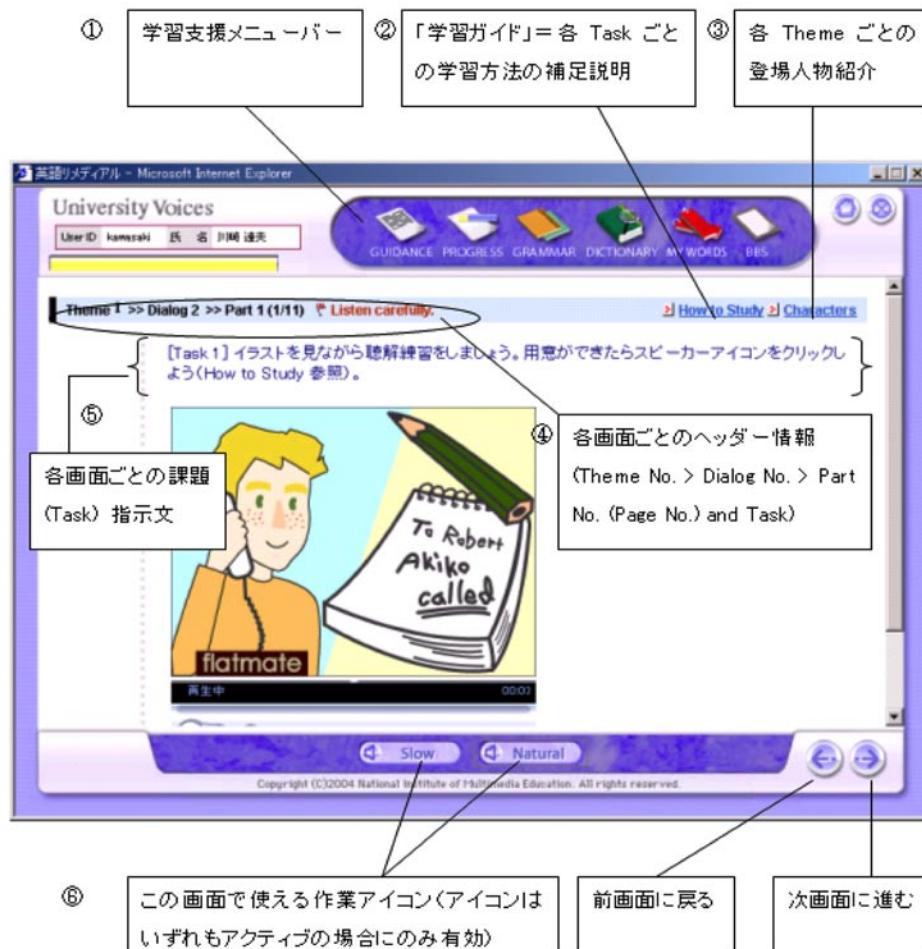 ① 学習支援メニューバー
② 「学習ガイド」＝各 Task ごと
の学習方法の補足説明
③ 各 Theme ごとの
登場人物紹介
英語リメディアル - Microsoft Internet Explorer
University Voices
User ID kawasaki 氏 名 川崎 達夫
GUIDANCE PROGRESS GRAMMAR DICTIONARY MY WORDS BBS
Theme 1 >> Dialog 2 >> Part 1 (1/11) Listen carefully.
How to Study Characters
[Task 1] イラストを見ながら聴解練習をしましょう。用意ができたらスピーカーアイコンをクリックし
よう(How to Study 参照)。
⑤
各画面ごとの課題
(Task) 指示文
④ 各画面ごとのヘッダー情報
(Theme No. > Dialog No. > Part
No. (Page No.) and Task)
To Robert
Akiko
called
flatmate
再生中 00:03
Slow Natural
Copyright (C)2004 National Institute of Multimedia Education. All rights reserved.
⑥ この画面で使える作業アイコン(アイコンは
いずれもアクティブの場合にのみ有効)
前画面に戻る
次画面に進む